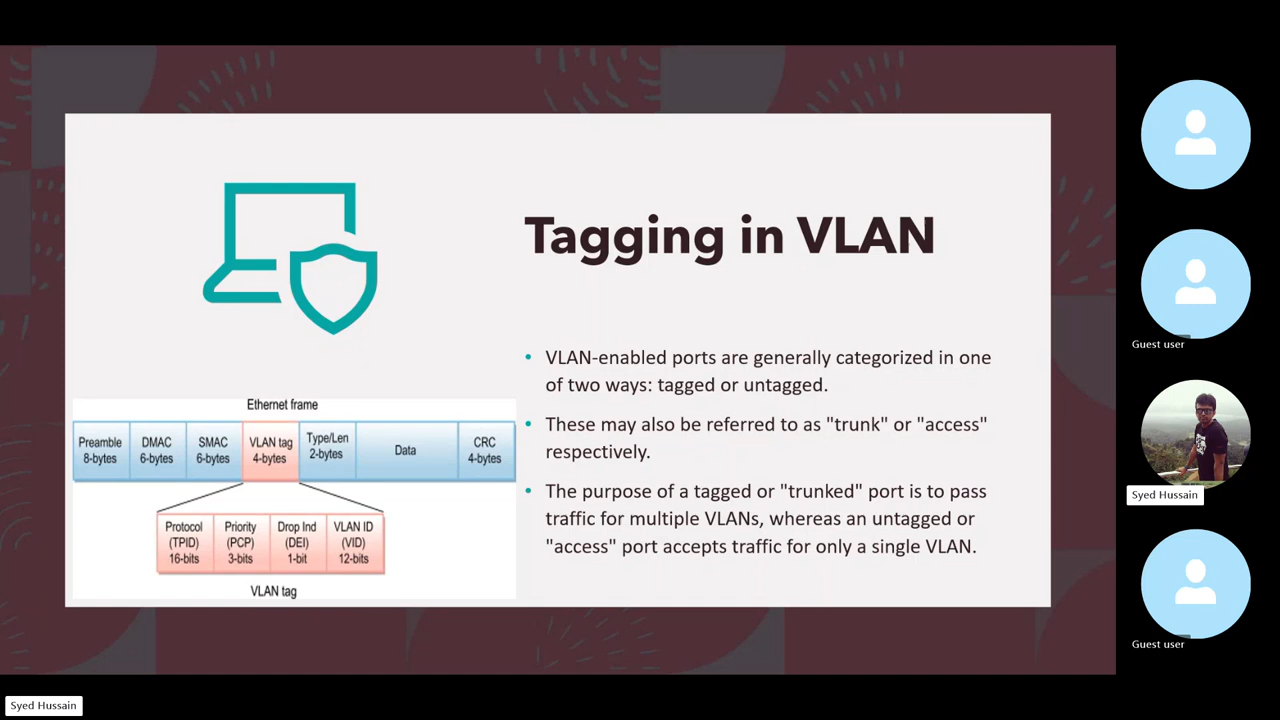 Tagging in VLAN
• VLAN-enabled ports are generally categorized in one
of two ways: tagged or untagged.
• These may also be referred to as "trunk" or "access"
respectively.
• The purpose of a tagged or "trunked" port is to pass
traffic for multiple VLANs, whereas an untagged or
"access" port accepts traffic for only a single VLAN.
Ethernet frame
Preamble
8-bytes
DMAC
6-bytes
SMAC
6-bytes
VLAN tag
4-bytes
Type/Len
2-bytes
Data
CRC
4-bytes
Protocol
(TPID)
16-bits
Priority
(PCP)
3-bits
Drop Ind
(DEI)
1-bit
VLAN ID
(VID)
12-bits
VLAN tag
Guest user
Syed Hussain
Guest user
Syed Hussain